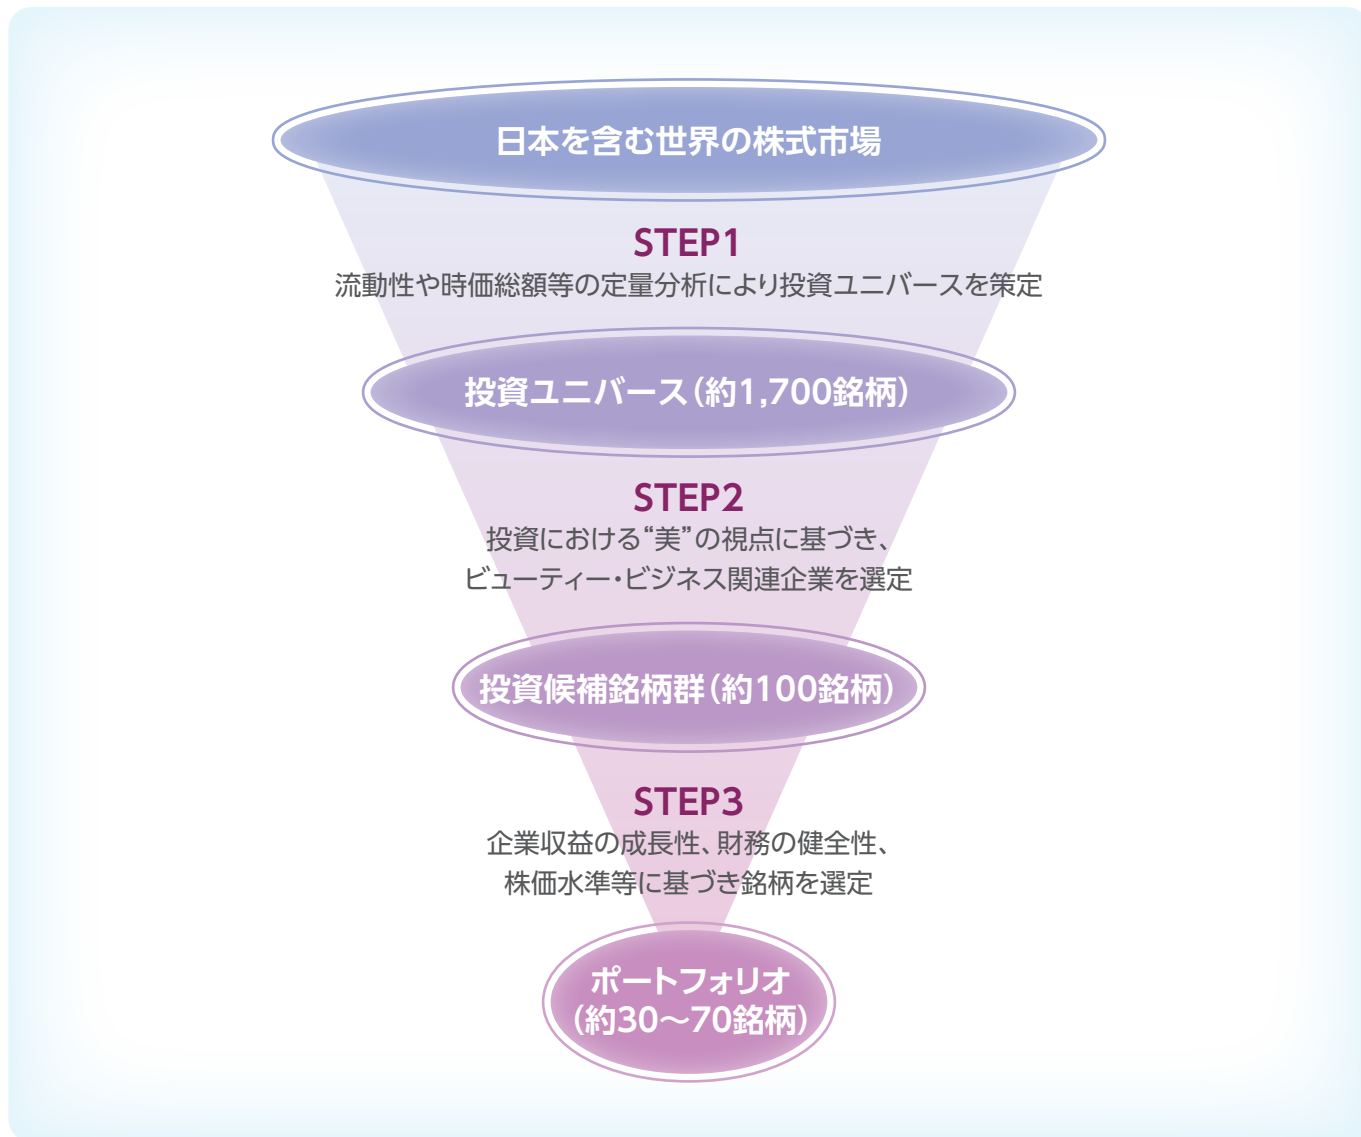 日本を含む世界の株式市場
STEP1
流動性や時価総額等の定量分析により投資ユニバースを策定
投資ユニバース（約1,700銘柄）
STEP2
投資における“美”の視点に基づき、
ビューティー・ビジネス関連企業を選定
投資候補銘柄群（約100銘柄）
STEP3
企業収益の成長性、財務の健全性、
株価水準等に基づき銘柄を選定
ポートフォリオ
（約30～70銘柄）